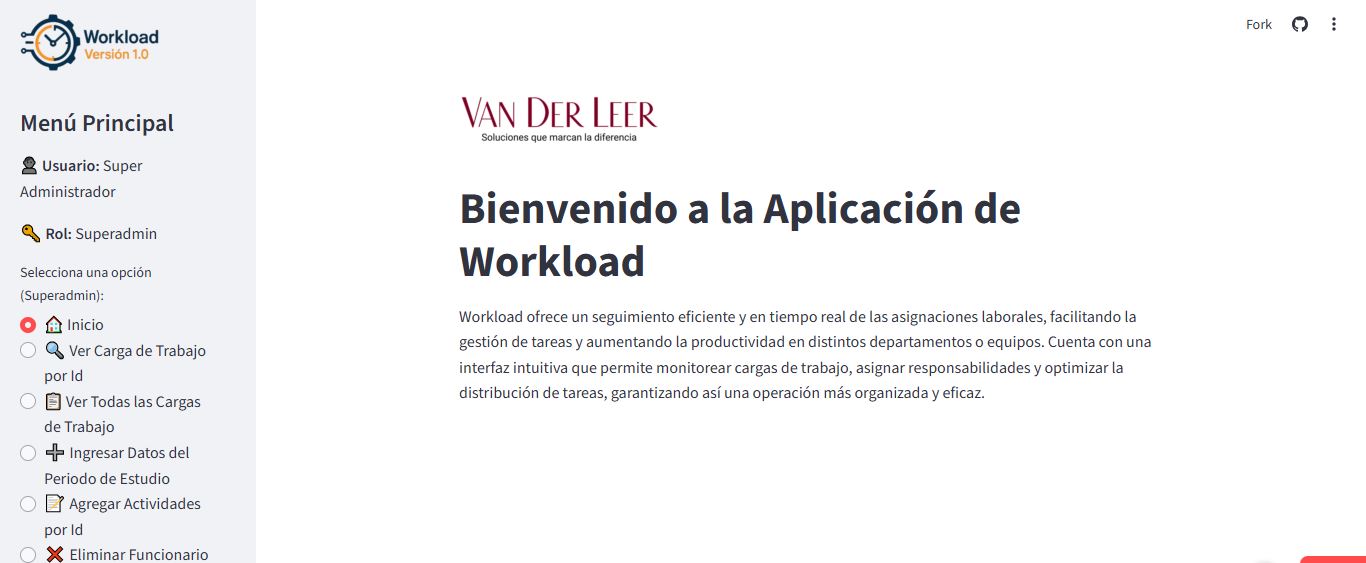 Workload
Versión 1.0
Menú Principal
Usuario: Super
Administrador
Rol: Superadmin
Selecciona una opción
(Superadmin):
Inicio
Ver Carga de Trabajo
por Id
Ver Todas las Cargas
de Trabajo
Ingresar Datos del
Periodo de Estudio
Agregar Actividades
por Id
Eliminar Funcionario
Fork
VAN DER LEER
Soluciones que marcan la diferencia
Bienvenido a la Aplicación de
Workload
Workload ofrece un seguimiento eficiente y en tiempo real de las asignaciones laborales, facilitando la
gestión de tareas y aumentando la productividad en distintos departamentos o equipos. Cuenta con una
interfaz intuitiva que permite monitorear cargas de trabajo, asignar responsabilidades y optimizar la
distribución de tareas, garantizando así una operación más organizada y eficaz.